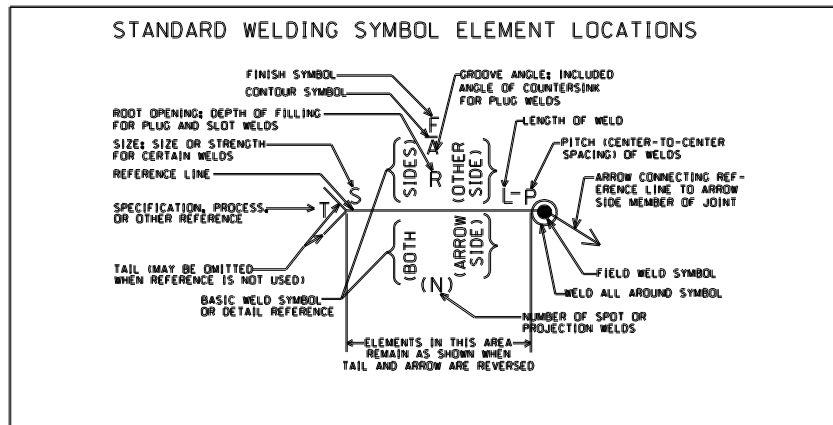 STANDARD WELDING SYMBOL ELEMENT LOCATIONS
FINISH SYMBOL
CONTOUR SYMBOL
GROOVE ANGLE; INCLUDED
ANGLE OF COUNTERSINK
FOR PLUG WELDS
ROOT OPENING; DEPTH OF FILLING
FOR PLUG AND SLOT WELDS
LENGTH OF WELD
SIZE; SIZE OR STRENGTH
FOR CERTAIN WELDS
PITCH (CENTER-TO-CENTER
SPACING) OF WELDS
REFERENCE LINE
ARROW CONNECTING REF-
ERENCE LINE TO ARROW
SIDE MEMBER OF JOINT
SPECIFICATION, PROCESS,
OR OTHER REFERENCE
F
A
R
S
T
L-P
(N)
SIDES)
(OTHER
SIDE)
(BOTH
(ARROW
SIDE)
TAIL (MAY BE OMITTED
WHEN REFERENCE IS NOT USED)
BASIC WELD SYMBOL
OR DETAIL REFERENCE
FIELD WELD SYMBOL
WELD ALL AROUND SYMBOL
NUMBER OF SPOT OR
PROJECTION WELDS
ELEMENTS IN THIS AREA
REMAIN AS SHOWN WHEN
TAIL AND ARROW ARE REVERSED